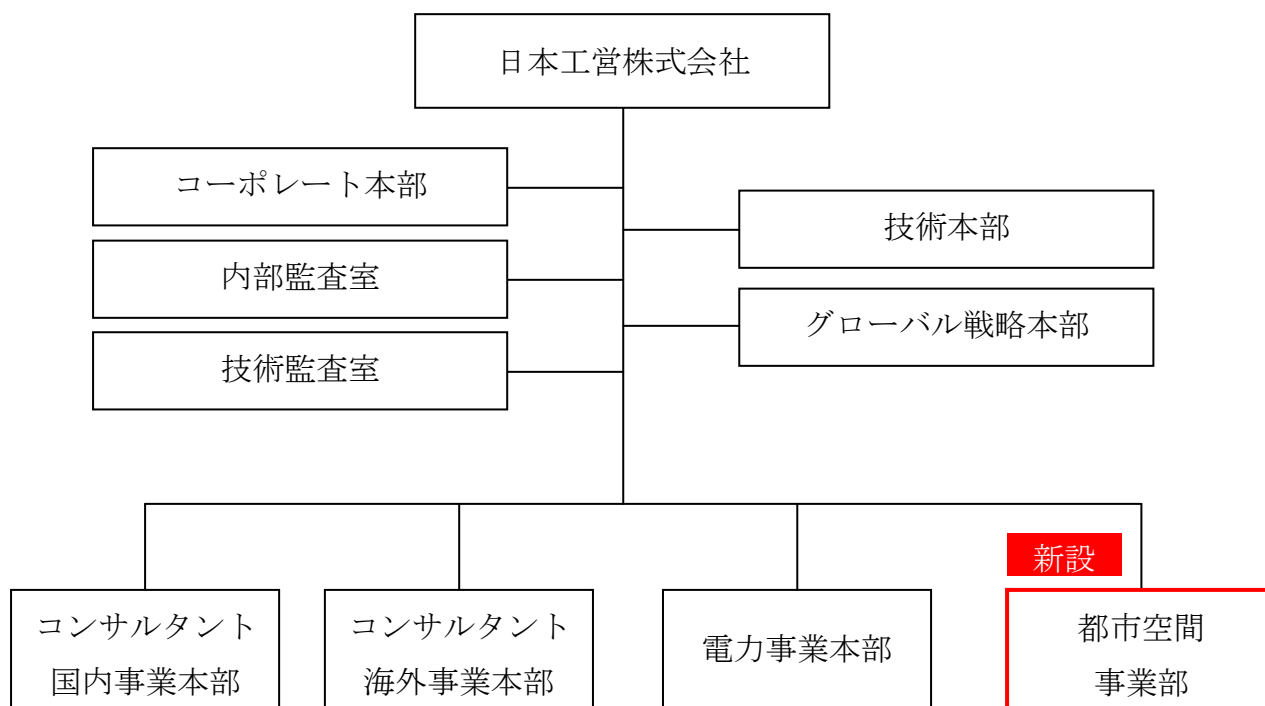 日本工営株式会社
コーポレート本部
技術本部
内部監査室
グローバル戦略本部
技術監査室
新設
コンサルタント
国内事業本部
コンサルタント
海外事業本部
電力事業本部
都市空間
事業部